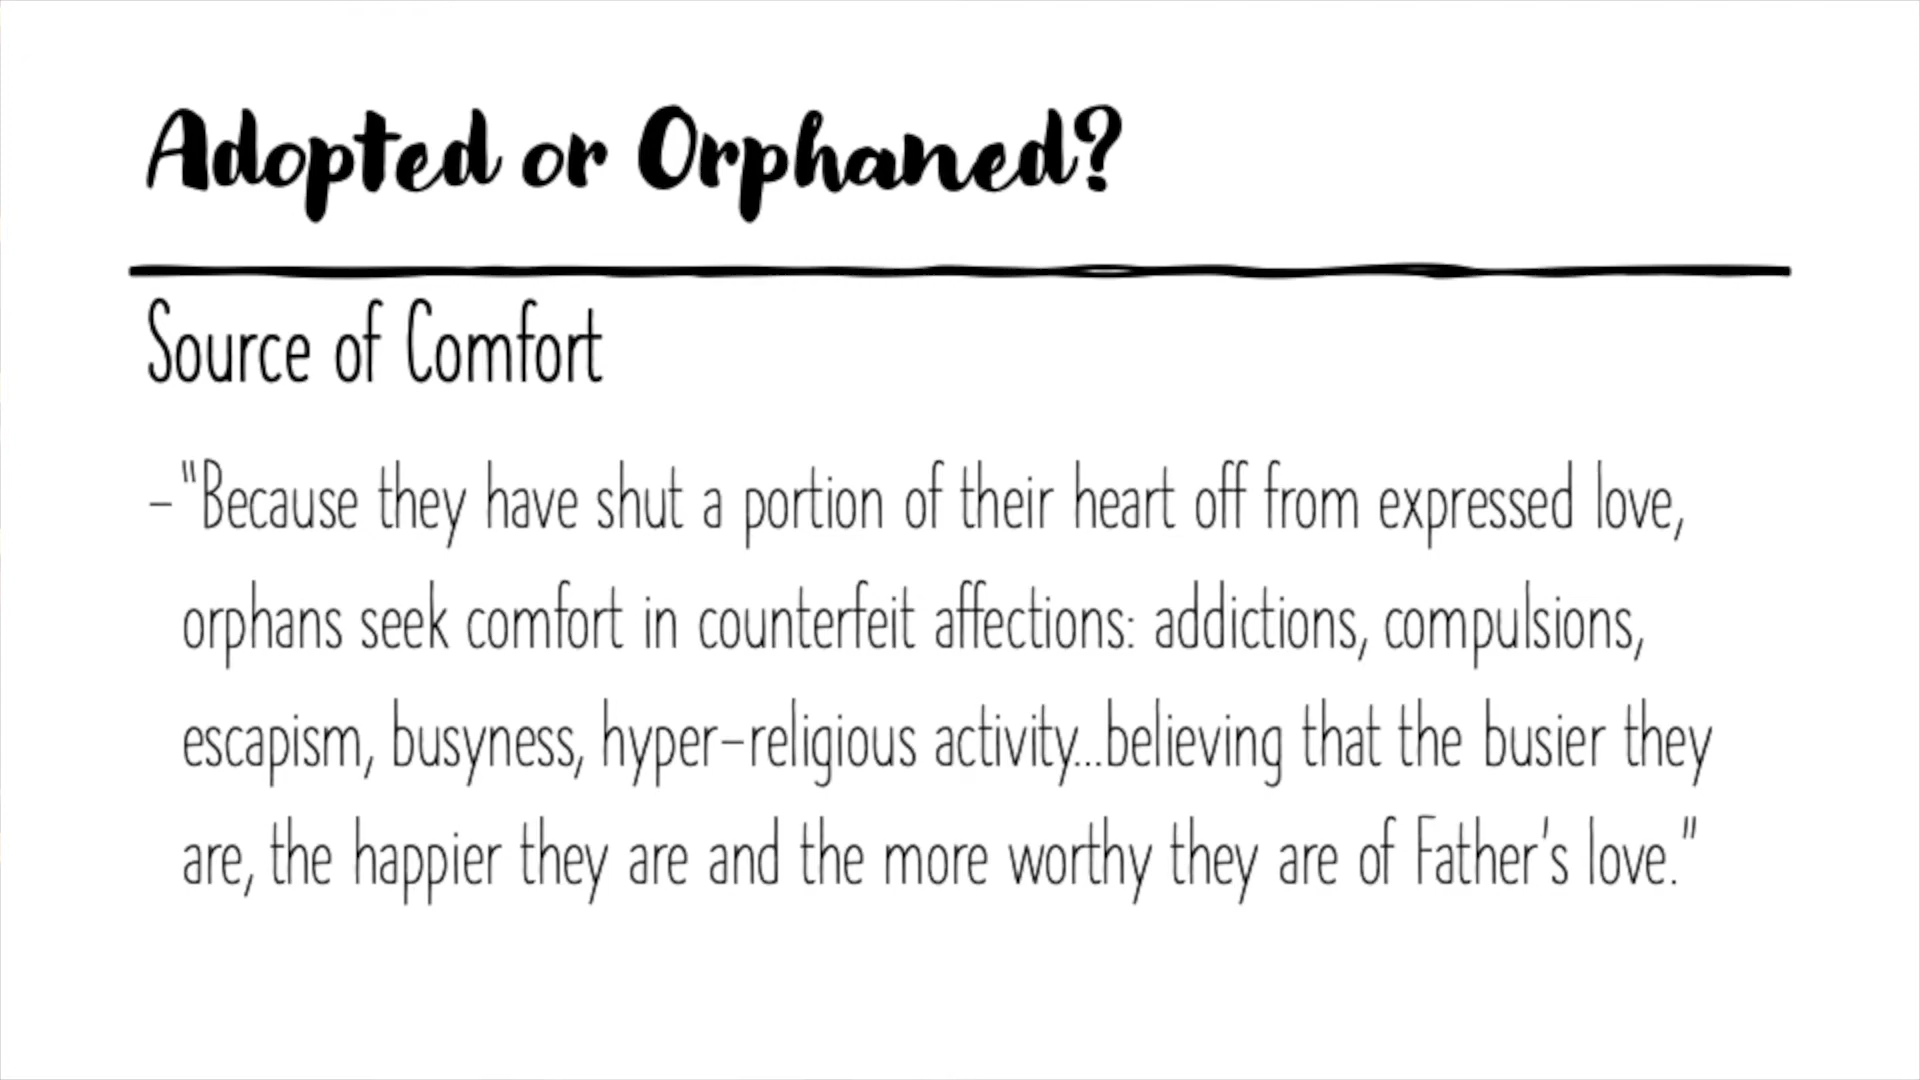 Adopted or Orphaned?
Source of Comfort
-"Because they have shut a portion of their heart off from expressed love,
orphans seek comfort in counterfeit affections: addictions, compulsions,
escapism, busyness, hyper-religious activity...believing that the busier they
are, the happier they are and the more worthy they are of Father's love."